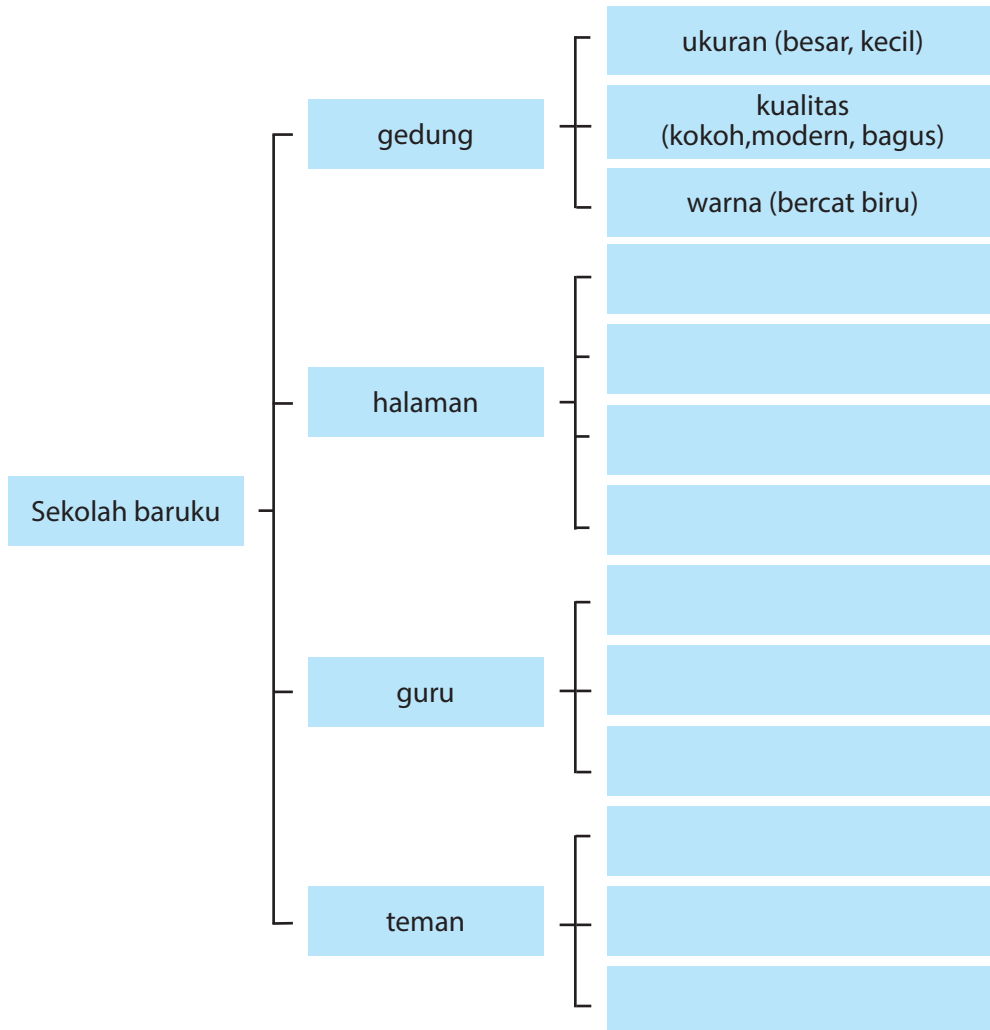 Sekolah baruku
gedung
ukuran (besar, kecil)
kualitas
(kokoh,modern, bagus)
warna (bercat biru)
halaman
guru
teman